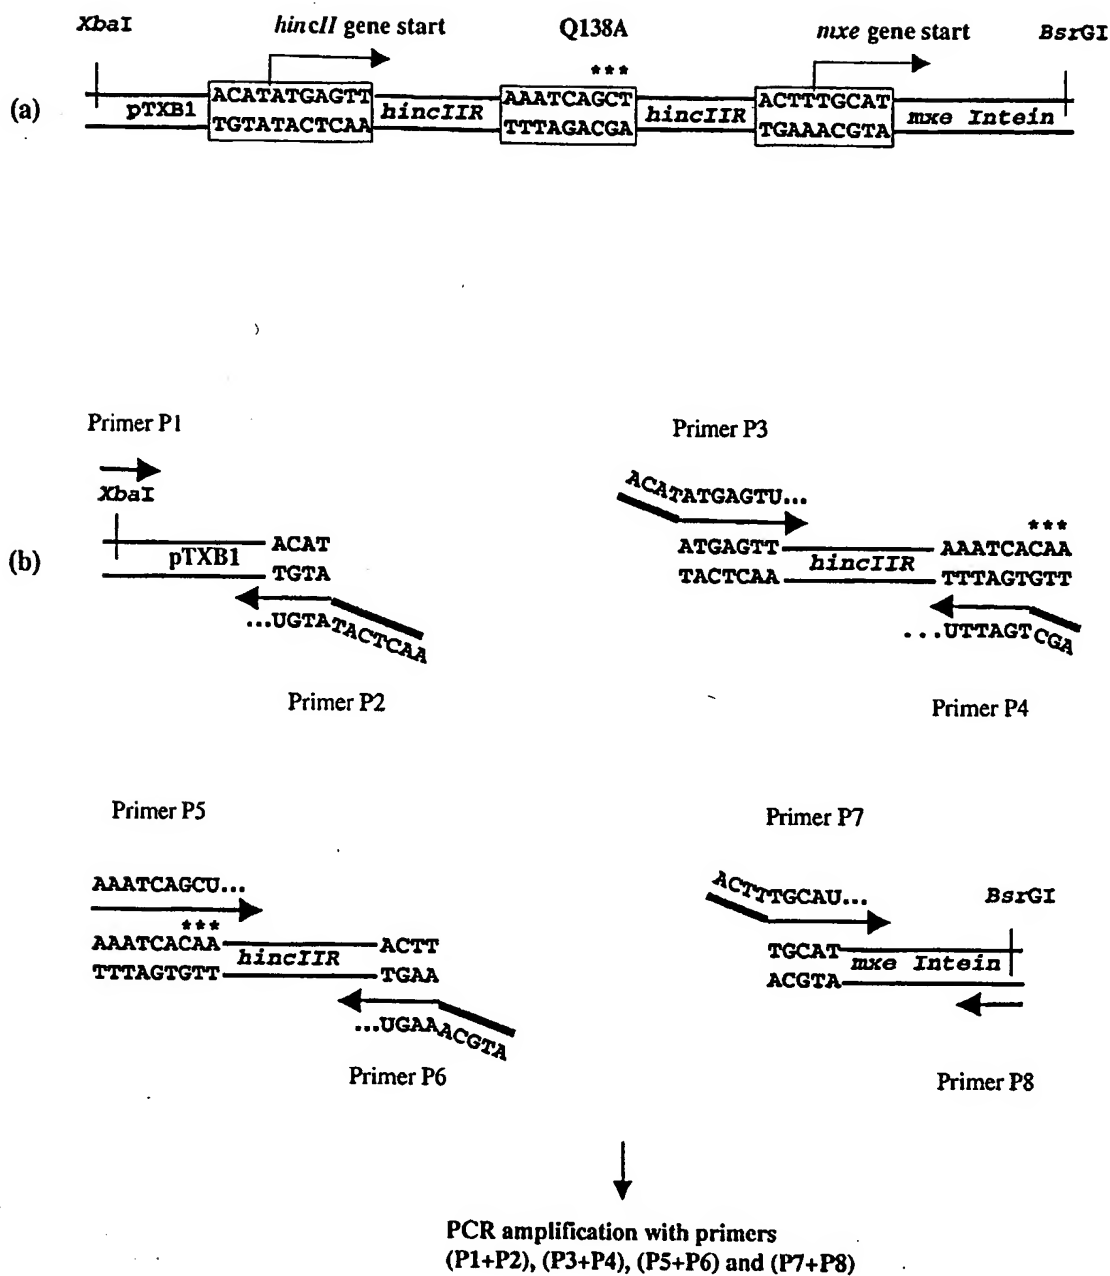 XbaI
hincII gene start
Q138A
mxe gene start
BsrGI
***
(a)
pTXB1
ACATATGAGTT
TGTATACTCAA
hincIIR
AAATCAGCT
TTTAGACGA
hincIIR
ACTTTGCAT
TGAAACGTA
mxe Intein
Primer P1
XbaI
(b)
pTXB1
ACAT
TGTA
...UGTATACTCAA
Primer P2
Primer P3
ACATATGAGTU...
***
ATGAGTT
TACTCAA
hincIIR
AAATCACAA
TTTAGTGTT
...UTTAGTCGA
Primer P4
Primer P5
AAATCAGCU...
***
AAATCACAA
TTTAGTGTT
hincIIR
ACTT
TGAA
...UGAAACGTA
Primer P6
Primer P7
ACTTTGCAU...
BsrGI
TGCAT
ACGTA
mxe Intein
Primer P8
PCR amplification with primers
(P1+P2), (P3+P4), (P5+P6) and (P7+P8)